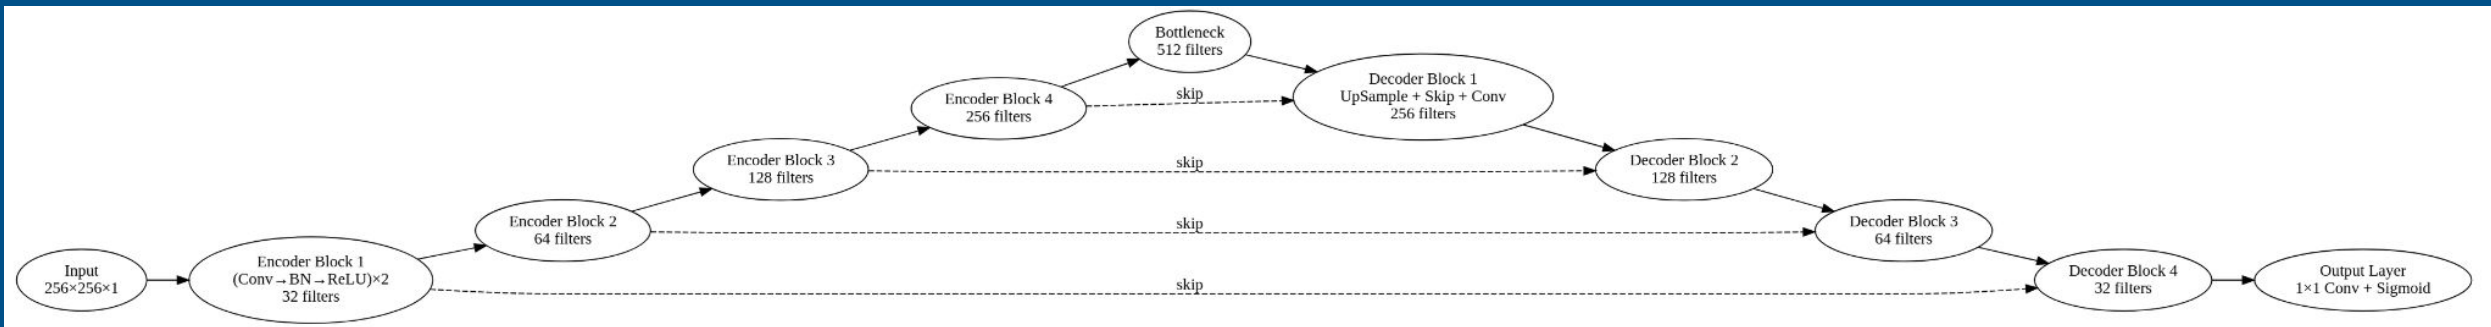 Input
256×256×1
Encoder Block 1
(Conv→BN→ReLU)×2
32 filters
Encoder Block 2
64 filters
Encoder Block 3
128 filters
Encoder Block 4
256 filters
Bottleneck
512 filters
skip
skip
skip
skip
Decoder Block 1
UpSample + Skip + Conv
256 filters
Decoder Block 2
128 filters
Decoder Block 3
64 filters
Decoder Block 4
32 filters
Output Layer
1×1 Conv + Sigmoid